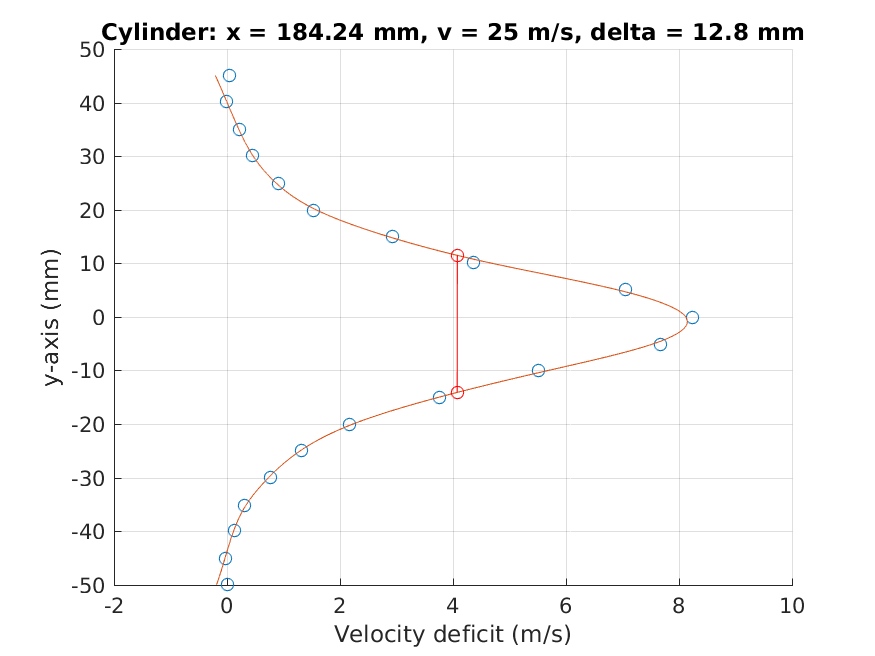 Cylinder: x = 184.24 mm, v = 25 m/s, delta = 12.8 mm
50
40
30
20
10
0
-10
-20
-30
-40
-50
y-axis (mm)
-2 0 2 4 6 8 10
Velocity deficit (m/s)